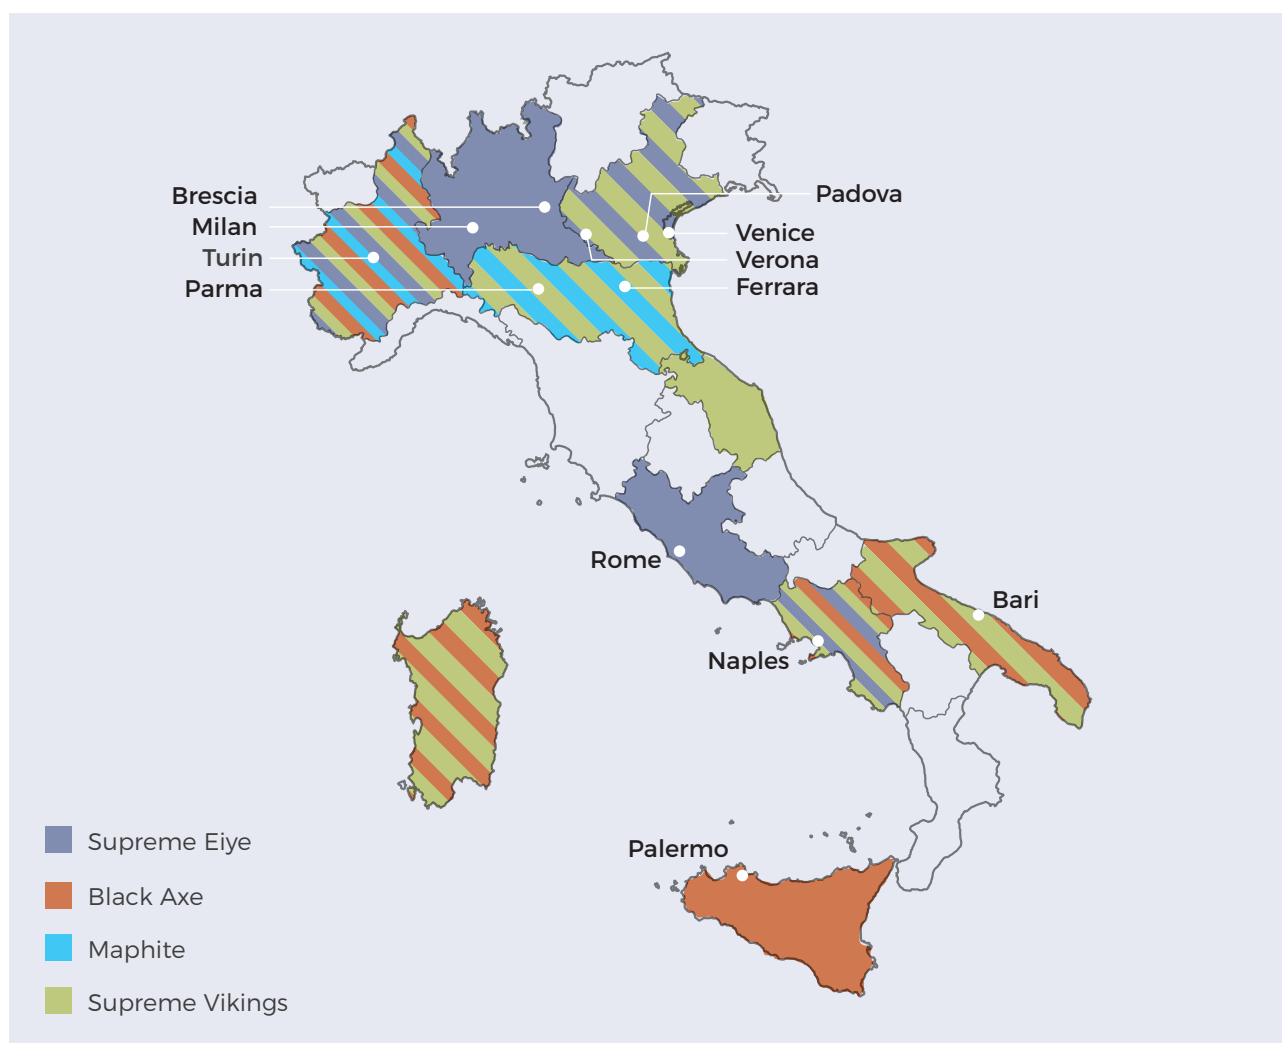 Brescia
Milan
Turin
Parma
Padova
Venice
Verona
Ferrara
Rome
Bari
Naples
Palermo
Supreme Eiye
Black Axe
Maphite
Supreme Vikings